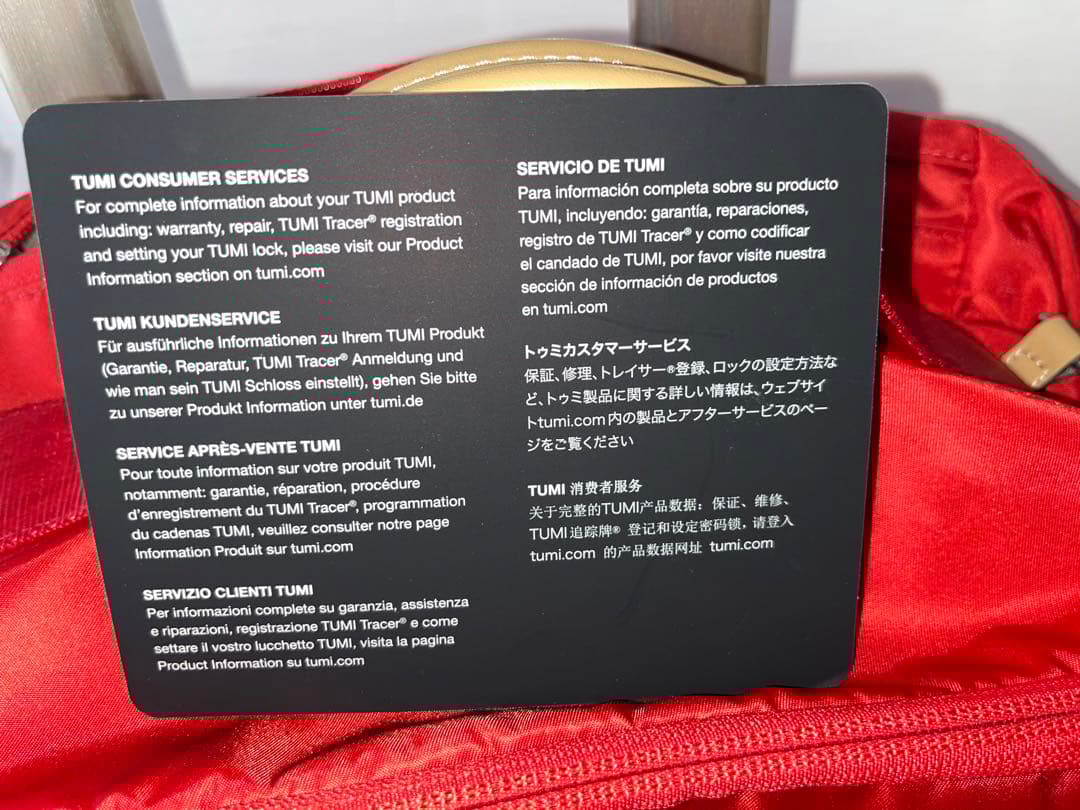 TUMI CONSUMER SERVICES
For complete information about your TUMI product
including: warranty, repair, TUMI Tracer® registration
and setting your TUMI lock, please visit our Product
Information section on tumi.com
TUMI KUNDENSERVICE
Für ausführliche Informationen zu Ihrem TUMI Produkt
(Garantie, Reparatur, TUMI Tracer® Anmeldung und
wie man sein TUMI Schloss einstellt), gehen Sie bitte
zu unserer Produkt Information unter tumi.de
SERVICE APRÈS-VENTE TUMI
Pour toute information sur votre produit TUMI,
notamment: garantie, réparation, procédure
d'enregistrement du TUMI Tracer®, programmation
du cadenas TUMI, veuillez consulter notre page
Information Produit sur tumi.com
SERVIZIO CLIENTI TUMI
Per informazioni complete su garanzia, assistenza
e riparazioni, registrazione TUMI Tracer® e come
settare il vostro lucchetto TUMI, visita la pagina
Product Information su tumi.com
SERVICIO DE TUMI
Para información completa sobre su producto
TUMI, incluyendo: garantía, reparaciones,
registro de TUMI Tracer® y como codificar
el candado de TUMI, por favor visite nuestra
sección de información de productos
en tumi.com
トゥミカスタマーサービス
保証、修理、トレイサー®登録、ロックの設定方法な
ど、トゥミ製品に関する詳しい情報は、ウェブサイ
トtumi.com内の製品とアフターサービスのペー
ジをご覧ください
TUMI 消费者服务
关于完整的TUMI产品数据：保证、维修、
TUMI追踪牌® 登记和设定密码锁，请登入
tumi.com 的产品数据网址 tumi.com